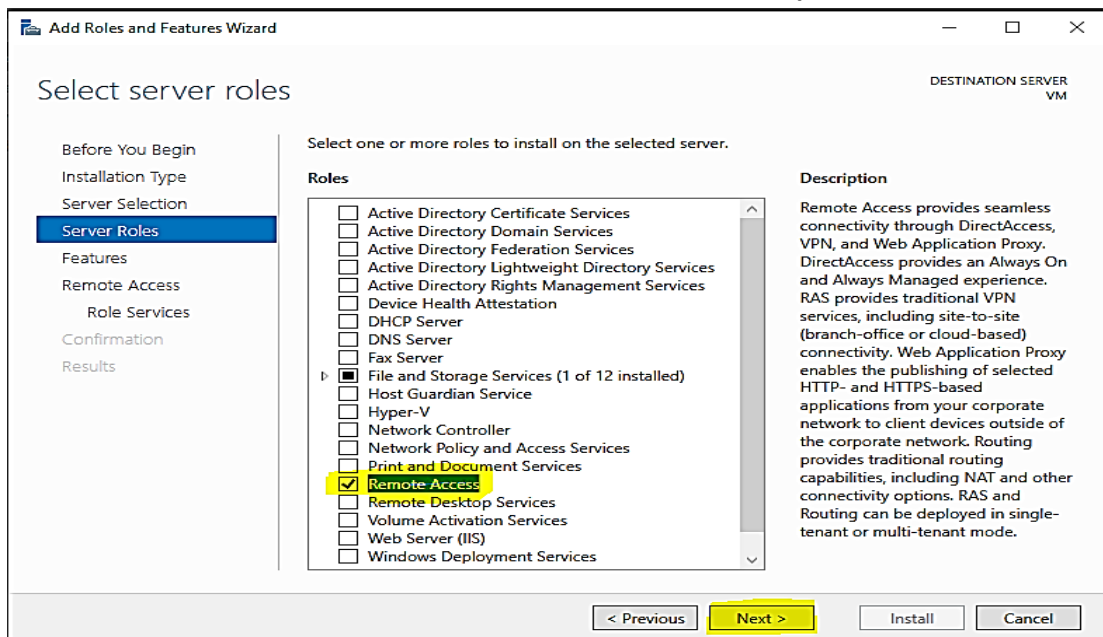 Add Roles and Features Wizard
Select server roles
DESTINATION SERVER
VM
Before You Begin
Installation Type
Server Selection
Server Roles
Features
Remote Access
Role Services
Confirmation
Results
Select one or more roles to install on the selected server.
Roles
Active Directory Certificate Services
Active Directory Domain Services
Active Directory Federation Services
Active Directory Lightweight Directory Services
Active Directory Rights Management Services
Device Health Attestation
DHCP Server
DNS Server
Fax Server
File and Storage Services (1 of 12 installed)
Host Guardian Service
Hyper-V
Network Controller
Network Policy and Access Services
Print and Document Services
Remote Access
Remote Desktop Services
Volume Activation Services
Web Server (IIS)
Windows Deployment Services
Description
Remote Access provides seamless
connectivity through DirectAccess,
VPN, and Web Application Proxy.
DirectAccess provides an Always On
and Always Managed experience.
RAS provides traditional VPN
services, including site-to-site
(branch-office or cloud-based)
connectivity. Web Application Proxy
enables the publishing of selected
HTTP- and HTTPS-based
applications from your corporate
network to client devices outside of
the corporate network. Routing
provides traditional routing
capabilities, including NAT and other
connectivity options. RAS and
Routing can be deployed in single-
tenant or multi-tenant mode.
< Previous
Next >
Install
Cancel